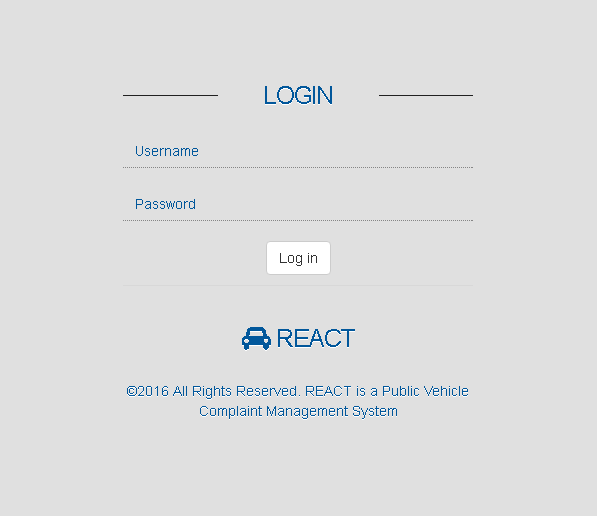 LOGIN
Username
Password
Log in
REACT
©2016 All Rights Reserved. REACT is a Public Vehicle
Complaint Management System